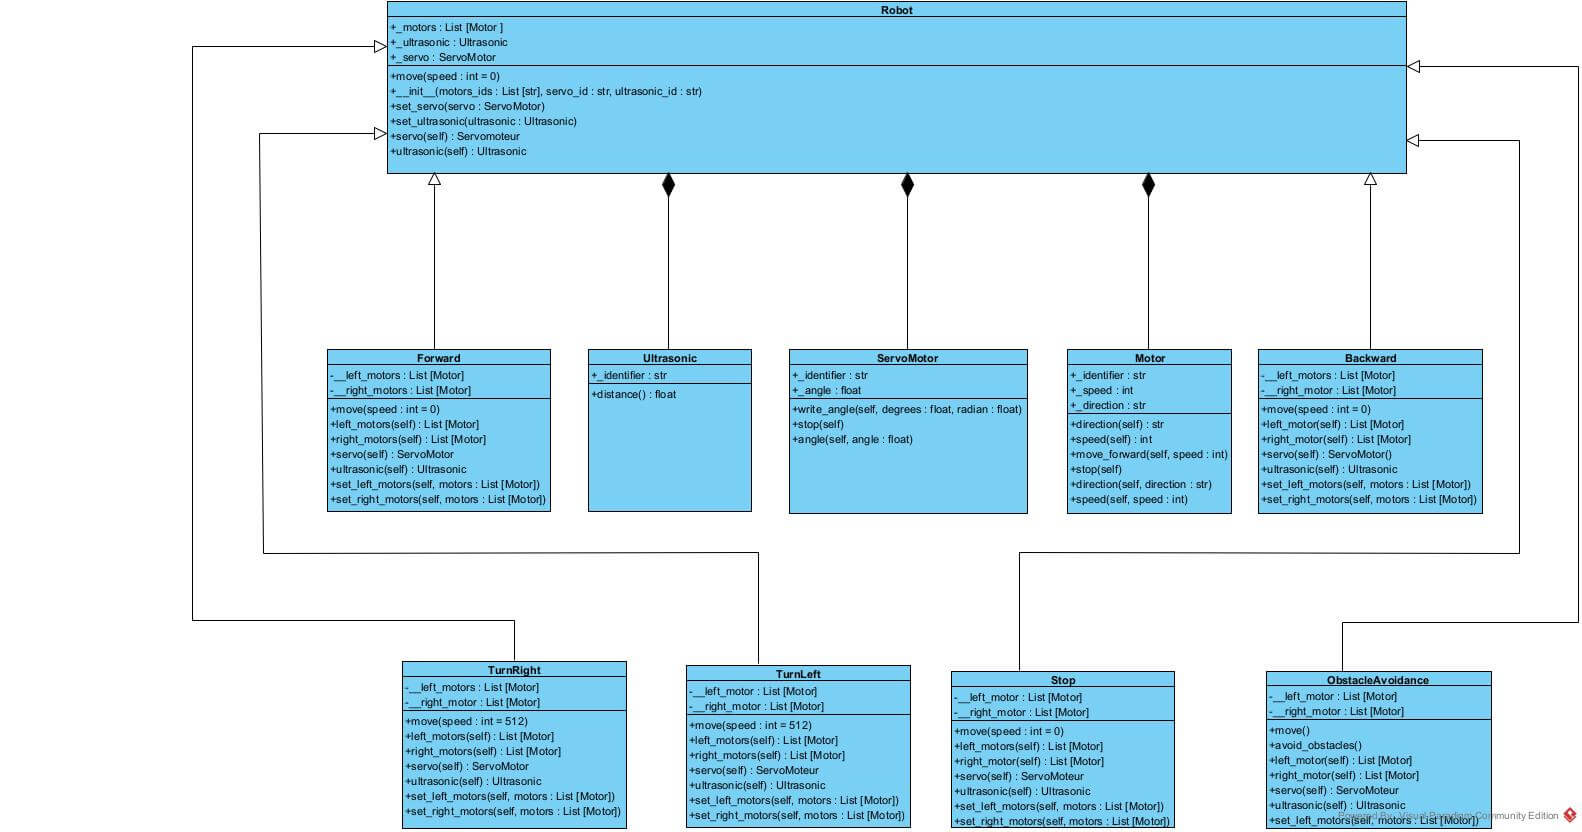 Robot
+_motors : List [Motor ]
+_ultrasonic : Ultrasonic
+_servo : ServoMotor
+move(speed : int = 0)
+__init__(motors_ids : List [str], servo_id : str, ultrasonic_id : str)
+set_servo(servo : ServoMotor)
+set_ultrasonic(ultrasonic : Ultrasonic)
+servo(self) : Servomoteur
+ultrasonic(self) : Ultrasonic
Forward
-__left_motors : List [Motor]
-__right_motors : List [Motor]
+move(speed : int = 0)
+left_motors(self) : List [Motor]
+right_motors(self) : List [Motor]
+servo(self) : ServoMotor
+ultrasonic(self) : Ultrasonic
+set_left_motors(self, motors : List [Motor])
+set_right_motors(self, motors : List [Motor])
Ultrasonic
+_identifier : str
+distance() : float
ServoMotor
+_identifier : str
+_angle : float
+write_angle(self, degrees : float, radian : float)
+stop(self)
+angle(self, angle : float)
Motor
+_identifier : str
+_speed : int
+_direction : str
+direction(self) : str
+speed(self) : int
+move_forward(self, speed : int)
+stop(self)
+direction(self, direction : str)
+speed(self, speed : int)
Backward
-__left_motors : List [Motor]
-__right_motor : List [Motor]
+move(speed : int = 0)
+left_motor(self) : List [Motor]
+right_motor(self) : List [Motor]
+servo(self) : ServoMotor()
+ultrasonic(self) : Ultrasonic
+set_left_motors(self, motors : List [Motor])
+set_right_motors(self, motors : List [Motor])
TurnRight
-__left_motors : List [Motor]
-__right_motors : List [Motor]
+move(speed : int = 512)
+left_motors(self) : List [Motor]
+right_motors(self) : List [Motor]
+servo(self) : ServoMotor
+ultrasonic(self) : Ultrasonic
+set_left_motors(self, motors : List [Motor])
+set_right_motors(self, motors : List [Motor])
TurnLeft
-__left_motor : List [Motor]
-__right_motor : List [Motor]
+move(speed : int = 512)
+left_motors(self) : List [Motor]
+right_motors(self) : List [Motor]
+servo(self) : ServoMoteur
+ultrasonic(self) : Ultrasonic
+set_left_motors(self, motors : List [Motor])
+set_right_motors(self, motors : List [Motor])
Stop
-__left_motor : List [Motor]
-__right_motor : List [Motor]
+move(speed : int = 0)
+left_motors(self) : List [Motor]
+right_motor(self) : List [Motor]
+servo(self) : ServoMoteur
+ultrasonic(self) : Ultrasonic
+set_left_motors(self, motors : List [Motor])
+set_right_motors(self, motors : List [Motor])
ObstacleAvoidance
-__left_motor : List [Motor]
-__right_motor : List [Motor]
+move()
+avoid_obstacles()
+left_motor(self) : List [Motor]
+right_motor(self) : List [Motor]
+servo(self) : ServoMoteur
+ultrasonic(self) : Ultrasonic
+set_left_motors(self, motors : List [Motor])
Powered By Visual Paradigm Community Edition